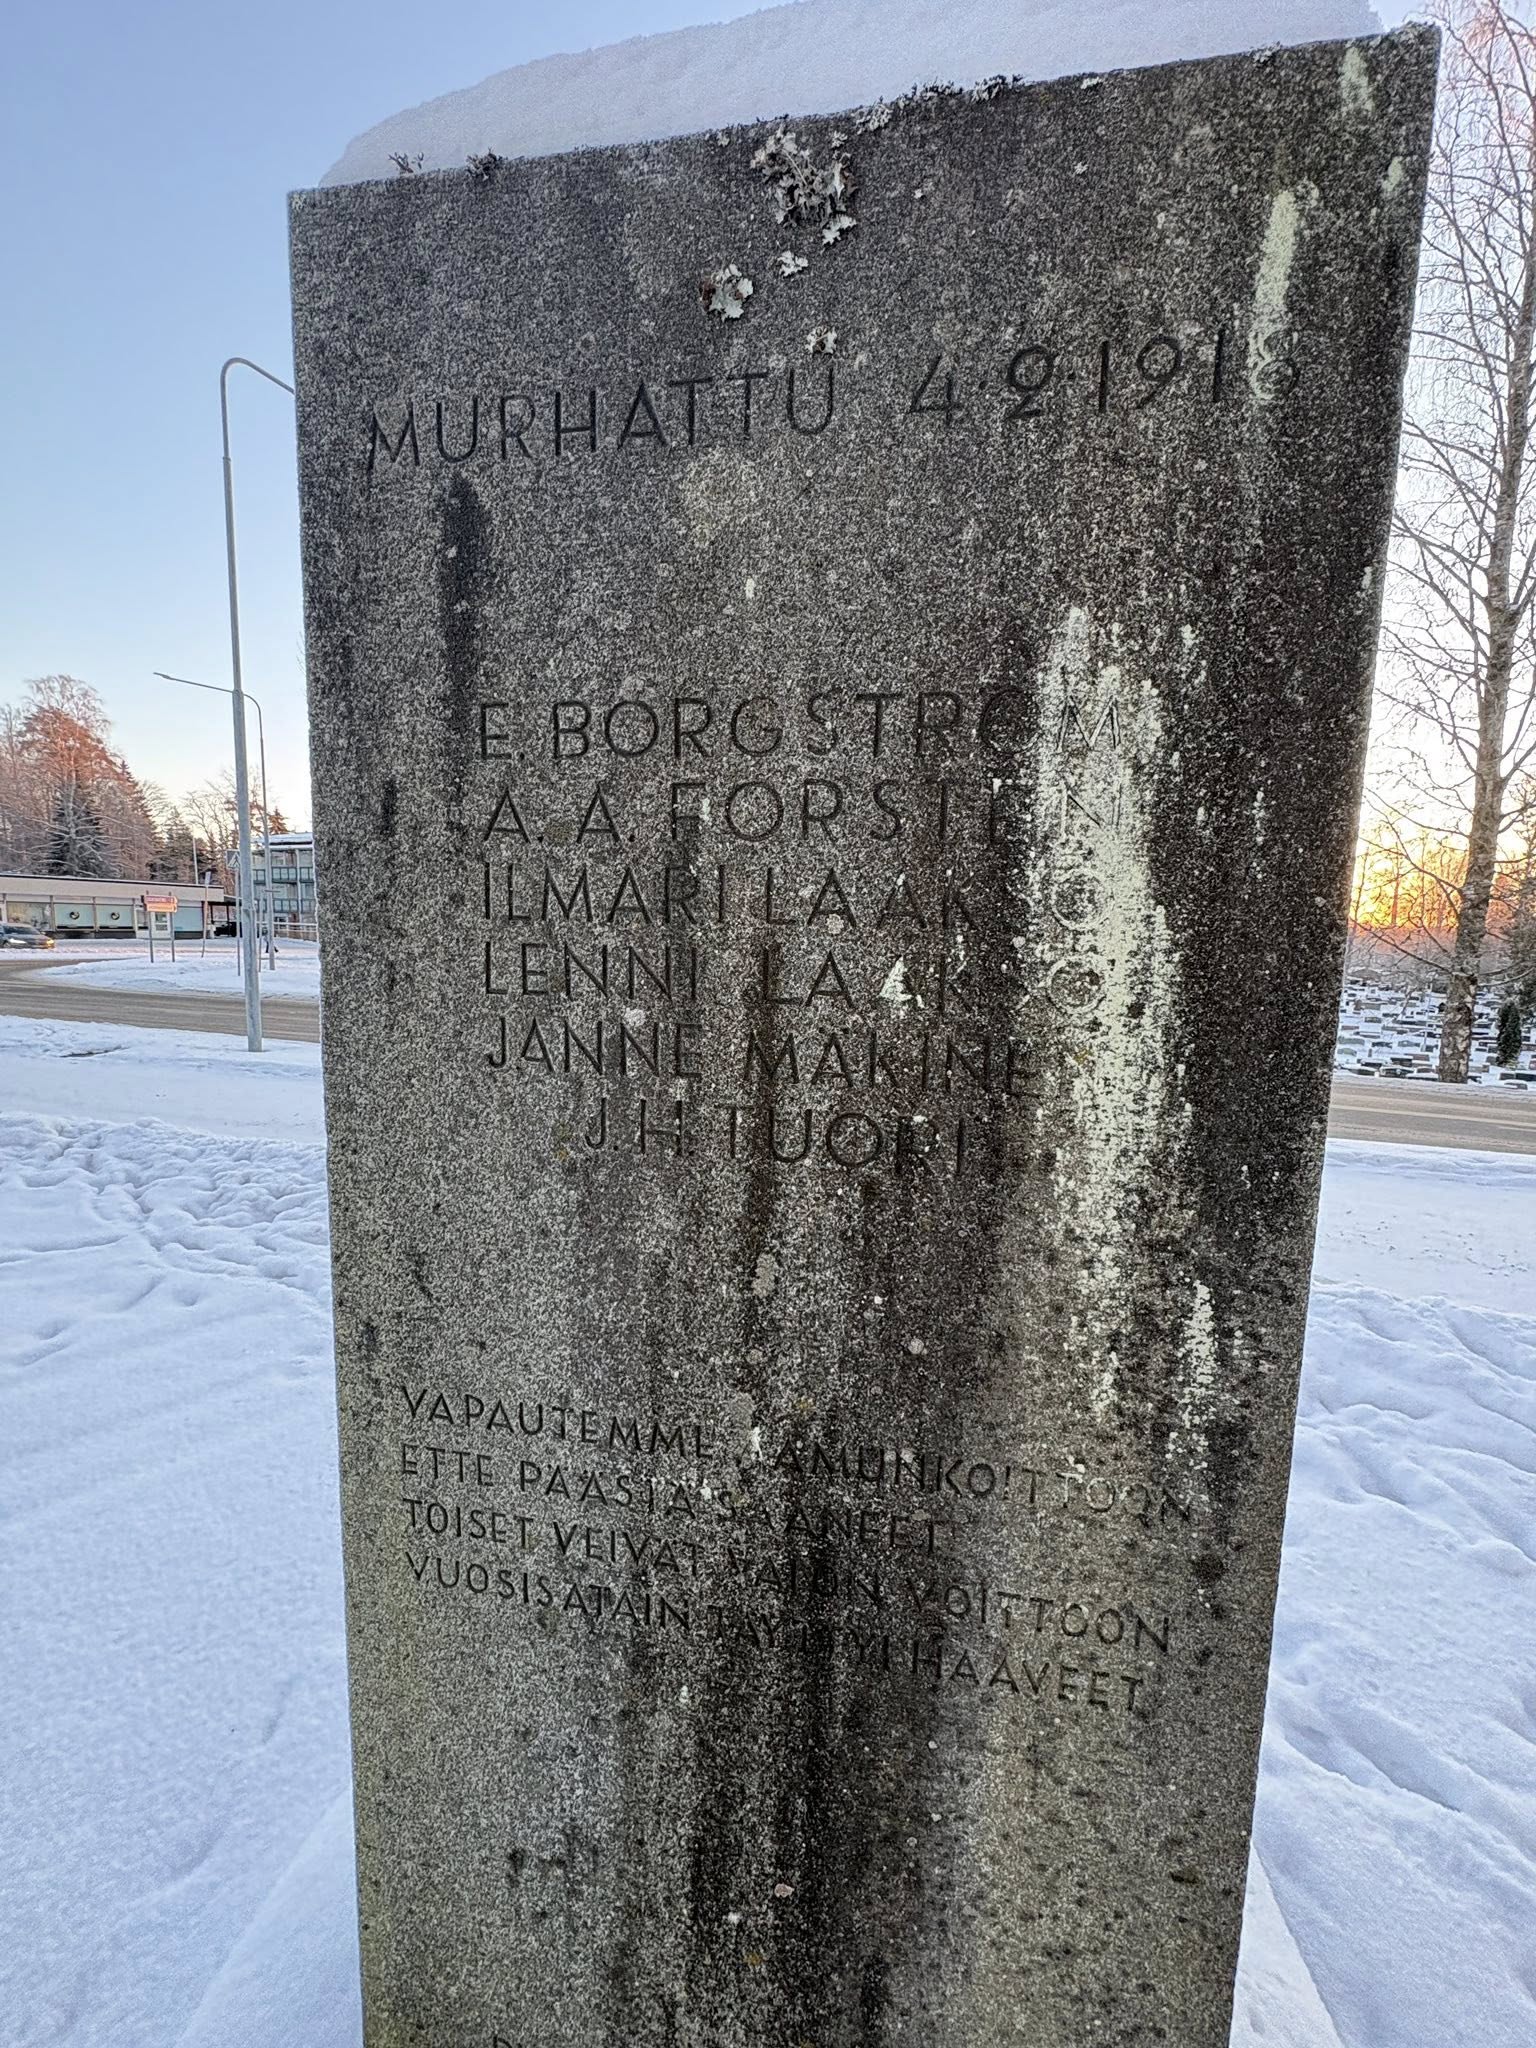 MURHATTU 4·2·1918
E. BORGSTRÖM
A. A. FORSTEN
ILMARI LAAKSO
LENNI LAAKSO
JANNE MÄKINEN
J.H. TUORI
VAPAUTEMME AAMUNKOITTOON
ETTE PÄÄSTÄ SAANEET
TOISET VEIVÄT VALON VOITTOON
VUOSISATAIN TÄYTTYI HAAVEET